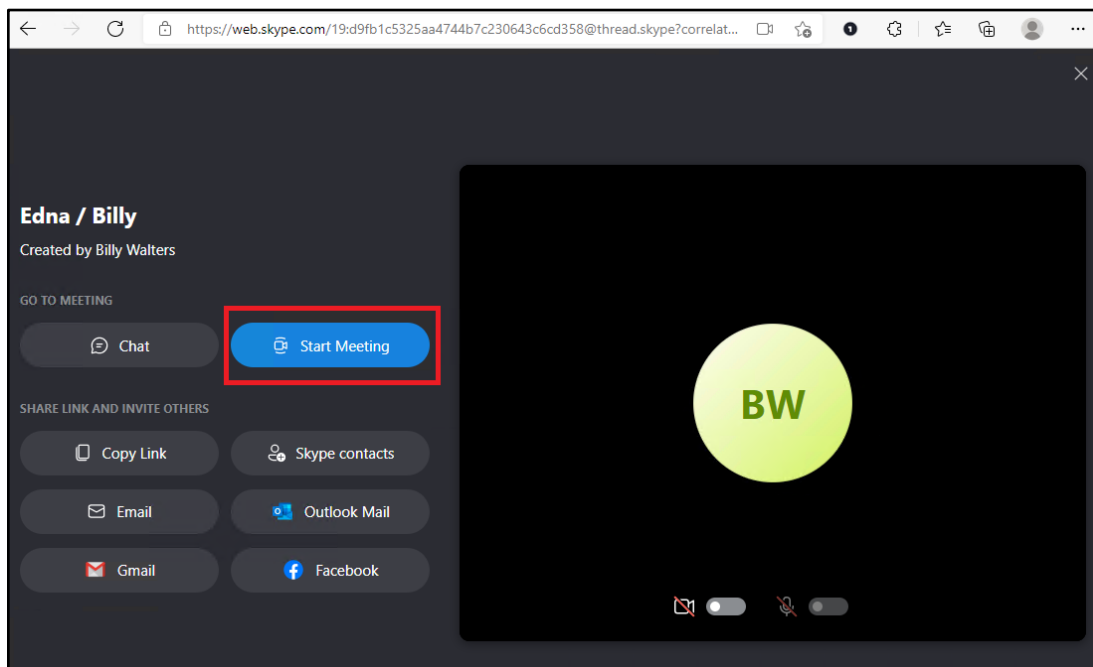 https://web.skype.com/19:d9fb1c5325aa4744b7c230643c6cd358@thread.skype?correlat...
Edna / Billy
Created by Billy Walters
GO TO MEETING
Chat
Start Meeting
SHARE LINK AND INVITE OTHERS
Copy Link
Skype contacts
Email
Outlook Mail
Gmail
Facebook
BW